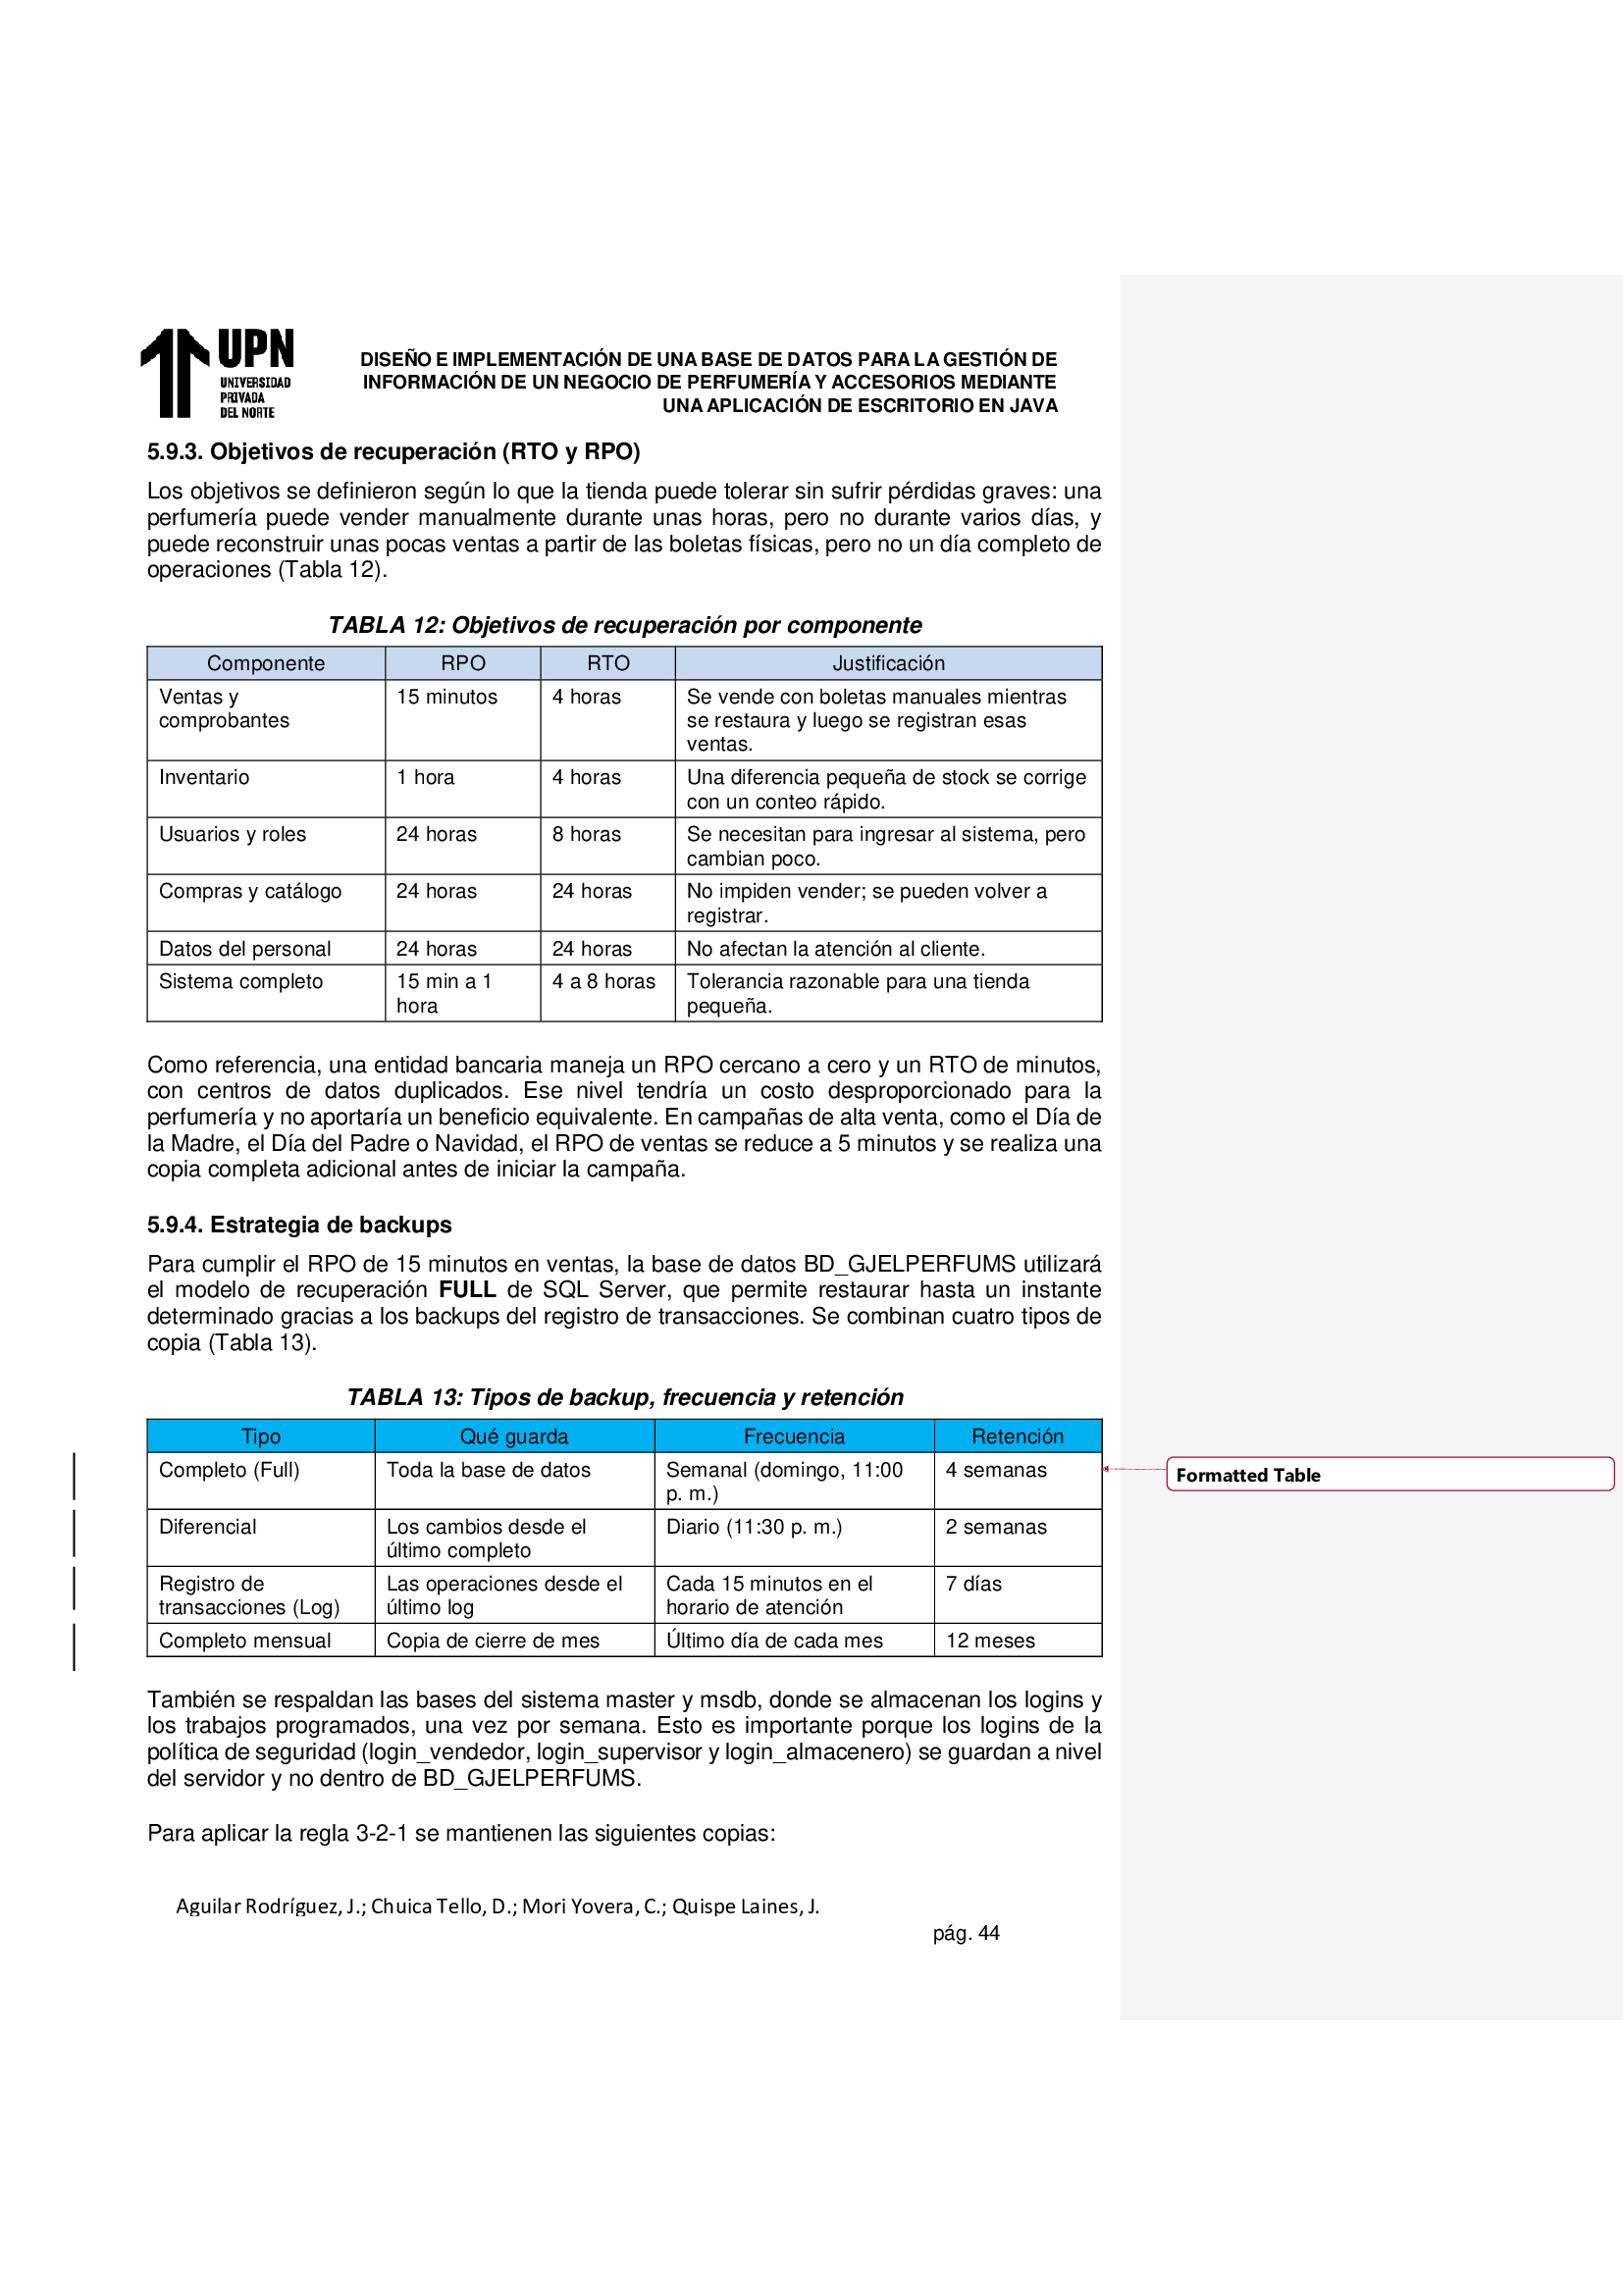 UPN
UNIVERSIDAD
PRIVADA
DEL NORTE
DISEÑO E IMPLEMENTACIÓN DE UNA BASE DE DATOS PARA LA GESTIÓN DE
INFORMACIÓN DE UN NEGOCIO DE PERFUMERÍA Y ACCESORIOS MEDIANTE
UNA APLICACIÓN DE ESCRITORIO EN JAVA
5.9.3. Objetivos de recuperación (RTO y RPO)
Los objetivos se definieron según lo que la tienda puede tolerar sin sufrir pérdidas graves: una
perfumería puede vender manualmente durante unas horas, pero no durante varios días, y
puede reconstruir unas pocas ventas a partir de las boletas físicas, pero no un día completo de
operaciones (Tabla 12).
TABLA 12: Objetivos de recuperación por componente
Componente RPO RTO Justificación
Ventas y 15 minutos 4 horas Se vende con boletas manuales mientras
comprobantes se restaura y luego se registran esas
ventas.
Inventario 1 hora 4 horas Una diferencia pequeña de stock se corrige
con un conteo rápido.
Usuarios y roles 24 horas 8 horas Se necesitan para ingresar al sistema, pero
cambian poco.
Compras y catálogo 24 horas 24 horas No impiden vender; se pueden volver a
registrar.
Datos del personal 24 horas 24 horas No afectan la atención al cliente.
Sistema completo 15 min a 1 4 a 8 horas Tolerancia razonable para una tienda
hora pequeña.
Como referencia, una entidad bancaria maneja un RPO cercano a cero y un RTO de minutos,
con centros de datos duplicados. Ese nivel tendría un costo desproporcionado para la
perfumería y no aportaría un beneficio equivalente. En campañas de alta venta, como el Día de
la Madre, el Día del Padre o Navidad, el RPO de ventas se reduce a 5 minutos y se realiza una
copia completa adicional antes de iniciar la campaña.
5.9.4. Estrategia de backups
Para cumplir el RPO de 15 minutos en ventas, la base de datos BD_GJELPERFUMS utilizará
el modelo de recuperación FULL de SQL Server, que permite restaurar hasta un instante
determinado gracias a los backups del registro de transacciones. Se combinan cuatro tipos de
copia (Tabla 13).
TABLA 13: Tipos de backup, frecuencia y retención
Tipo Qué guarda Frecuencia Retención
Completo (Full) Toda la base de datos Semanal (domingo, 11:00 4 semanas
p. m.)
Formatted Table
Diferencial Los cambios desde el Diario (11:30 p. m.) 2 semanas
último completo
Registro de Las operaciones desde el Cada 15 minutos en el 7 días
transacciones (Log) último log horario de atención
Completo mensual Copia de cierre de mes Último día de cada mes 12 meses
También se respaldan las bases del sistema master y msdb, donde se almacenan los logins y
los trabajos programados, una vez por semana. Esto es importante porque los logins de la
política de seguridad (login_vendedor, login_supervisor y login_almacenero) se guardan a nivel
del servidor y no dentro de BD_GJELPERFUMS.
Para aplicar la regla 3-2-1 se mantienen las siguientes copias:
Aguilar Rodríguez, J.; Chuica Tello, D.; Mori Yovera, C.; Quispe Laines, J.
pág. 44